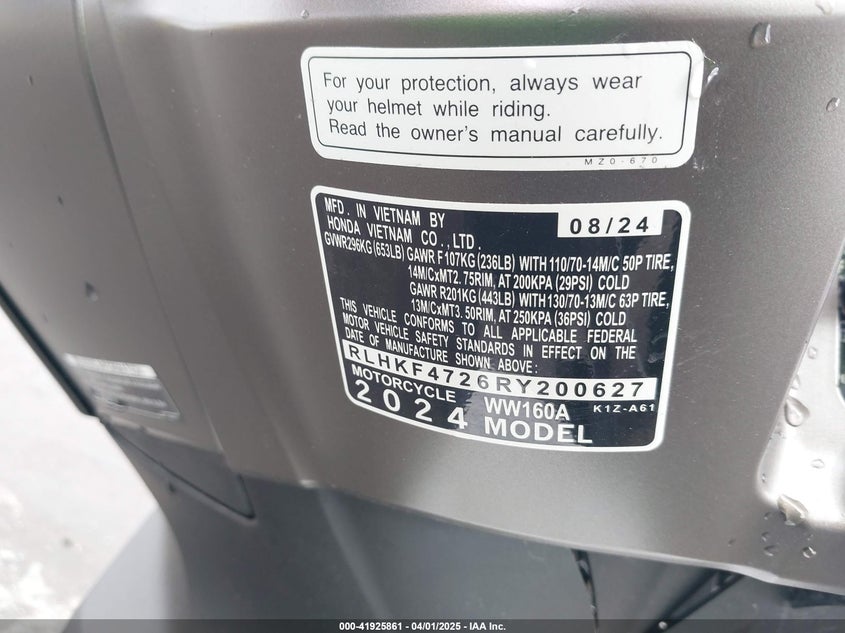 For your protection, always wear
your helmet while riding.
Read the owner's manual carefully.
MZ0-670
MFD. IN VIETNAM BY
HONDA VIETNAM CO., LTD.
08/24
GVWR296KG (653LB) GAWR F 107KG (236LB) WITH 110/70-14M/C 50P TIRE,
14M/CxMT2.75RIM, AT 200KPA (29PSI) COLD
GAWR R201KG (443LB) WITH 130/70-13M/C 63P TIRE,
13M/CxMT3.50RIM, AT 250KPA (36PSI) COLD
THIS VEHICLE CONFORMS TO ALL APPLICABLE FEDERAL
MOTOR VEHICLE SAFETY STANDARDS IN EFFECT ON THE
DATE OF MANUFACTURE SHOWN ABOVE:
RLHKF4726RY200627
MOTORCYCLE WW160A K1Z-A61
2024 MODEL
000-41925861 / 04/01/2025 - IAA Inc.